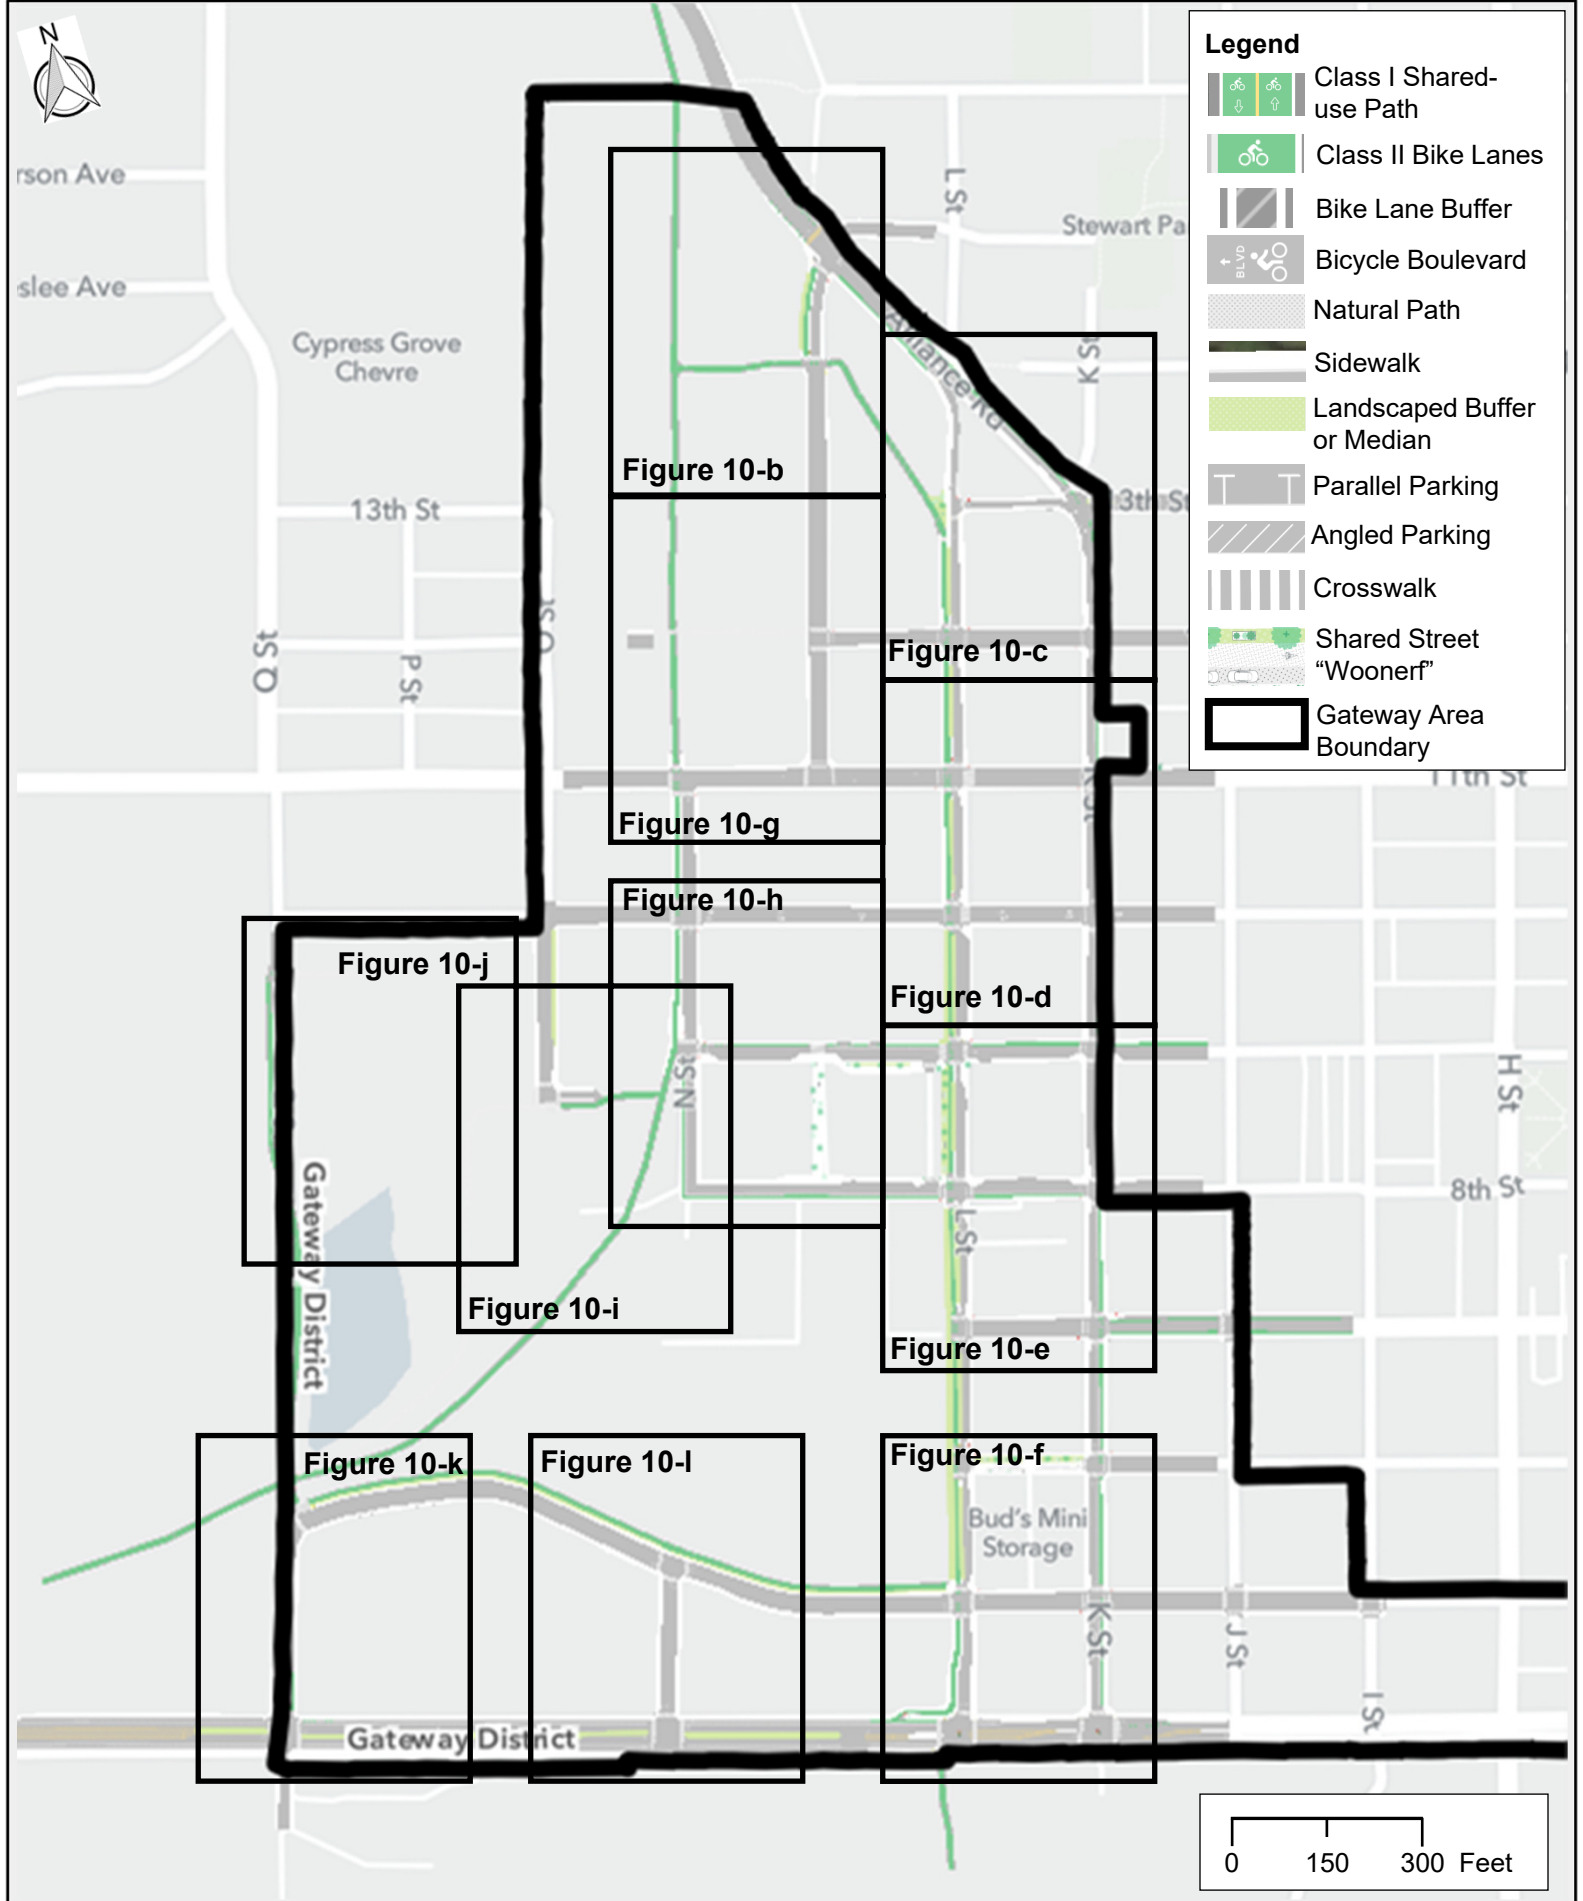 N
Legend
Class I Shared-
use Path
Class II Bike Lanes
Bike Lane Buffer
BLVD
Bicycle Boulevard
Natural Path
Sidewalk
Landscaped Buffer
or Median
Parallel Parking
Angled Parking
Crosswalk
Shared Street
“Woonerf”
Gateway Area
Boundary
rson Ave
slee Ave
L St
Stewart Pa
Cypress Grove
Chevre
Alliance Rd
K St
Figure 10-b
13th St
3th St
O St
Q St
P St
Figure 10-c
11th St
K St
Figure 10-g
Figure 10-h
Figure 10-j
Figure 10-d
N St
H St
Gateway District
8th St
L St
Figure 10-i
Figure 10-e
Figure 10-k
Figure 10-l
Figure 10-f
Bud's Mini
Storage
K St
J St
I St
Gateway District
0 150 300 Feet